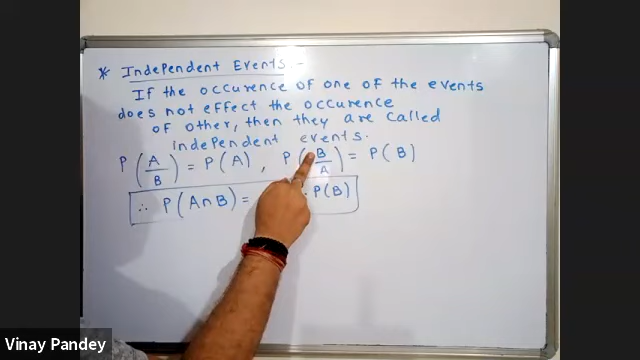 * Independent Events :-
If the occurence of one of the events
does not effect the occurence
of other, then they are called
independent events.
P(A/B) = P(A), P(B/A) = P(B)
∴ P(A∩B) = . P(B)
Vinay Pandey